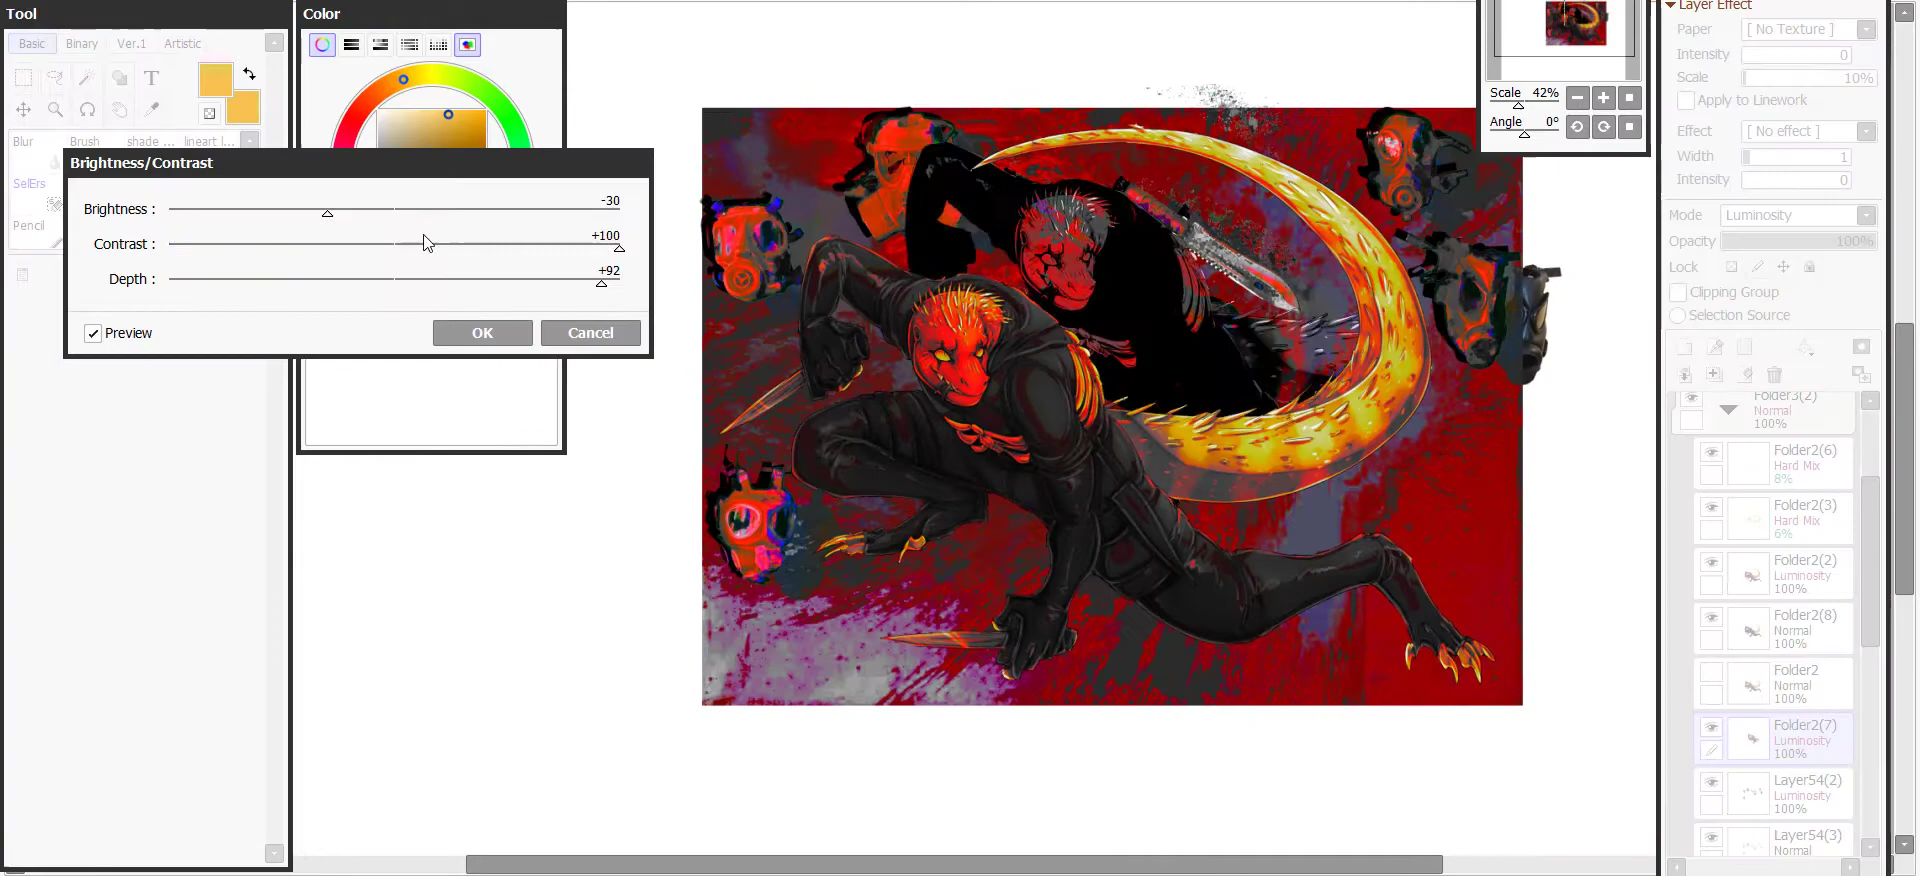 Tool
Basic Binary Ver.1 Artistic
T
Blur Brush shade ... lineart l...
SelErs
Pencil
Color
Brightness/Contrast
Brightness : -30
Contrast : +100
Depth : +92
Preview OK Cancel
Scale 42%
Angle 0°
Layer Effect
Paper [ No Texture ]
Intensity 0
Scale 10%
Apply to Linework
Effect [ No effect ]
Width 1
Intensity 0
Mode Luminosity
Opacity 100%
Lock
Clipping Group
Selection Source
Folder3(2)
Normal
100%
Folder2(6)
Hard Mix
8%
Folder2(3)
Hard Mix
6%
Folder2(2)
Luminosity
100%
Folder2(8)
Normal
100%
Folder2
Normal
100%
Folder2(7)
Luminosity
100%
Layer54(2)
Luminosity
100%
Layer54(3)
Normal